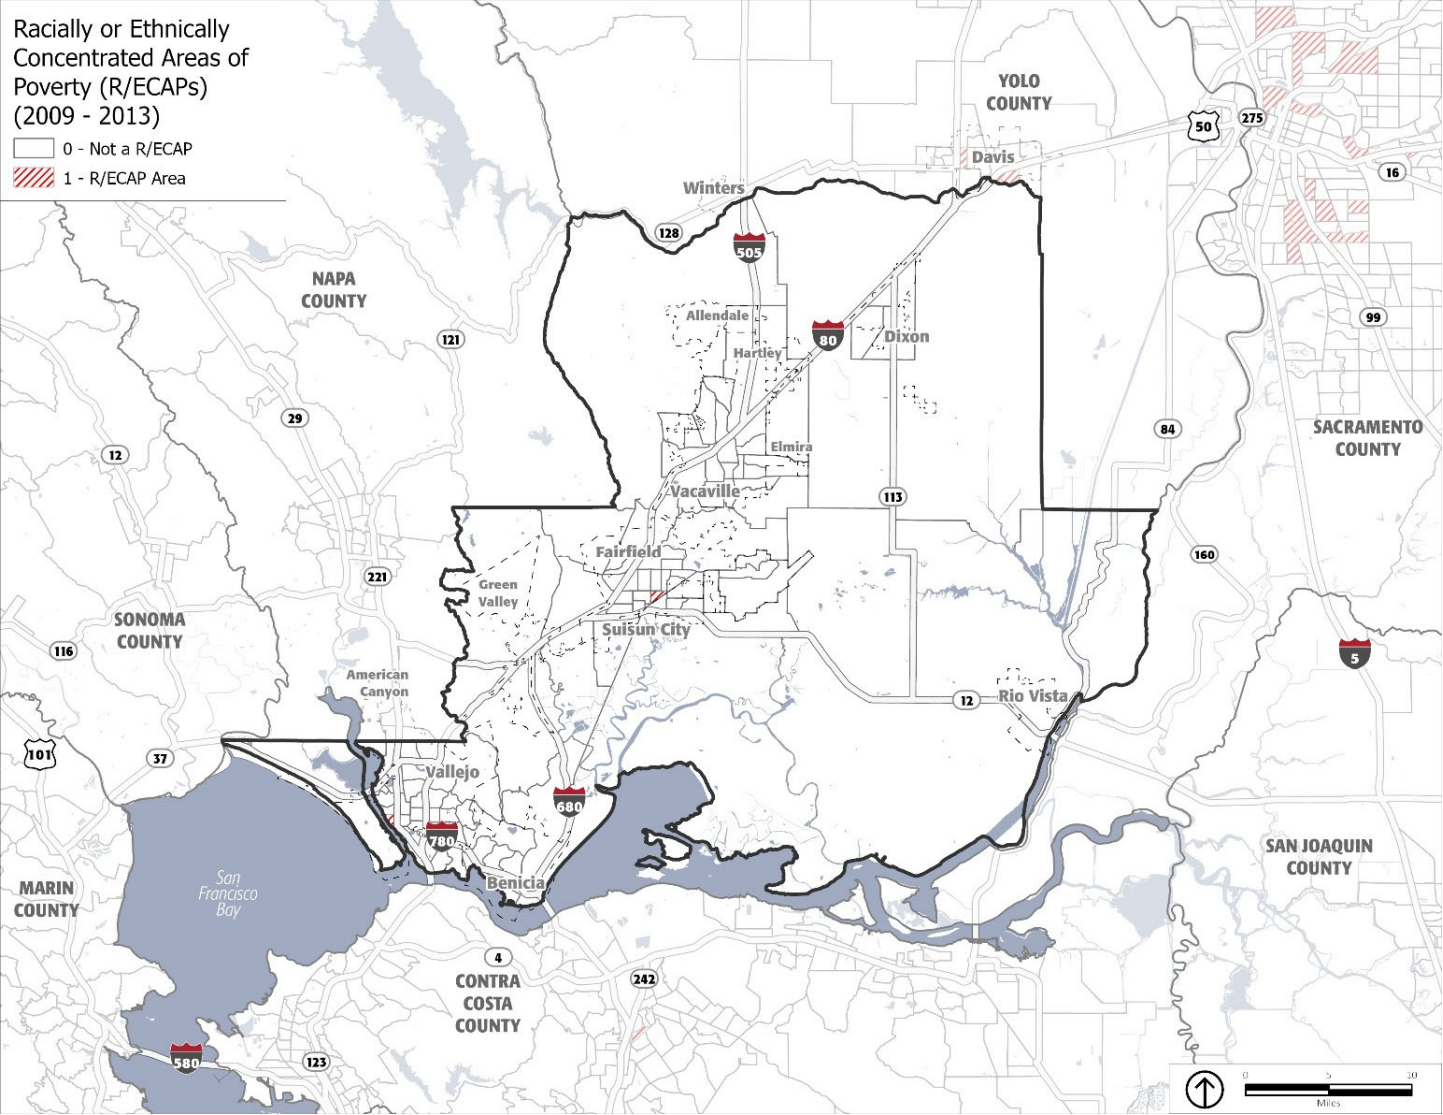 Racially or Ethnically
Concentrated Areas of
Poverty (R/ECAPs)
(2009 - 2013)
0 - Not a R/ECAP
1 - R/ECAP Area
YOLO
COUNTY
50
275
Davis
16
Winters
128
505
NAPA
COUNTY
Allendale
99
121
80
Dixon
Hartley
29
84
SACRAMENTO
COUNTY
12
Elmira
Vacaville
113
Fairfield
160
221
Green
Valley
SONOMA
COUNTY
Suisun City
116
5
American
Canyon
Rio Vista
12
101
37
Vallejo
680
780
SAN JOAQUIN
COUNTY
San
Francisco
Bay
Benicia
MARIN
COUNTY
4
242
CONTRA
COSTA
COUNTY
580
123
0 5 10
Miles